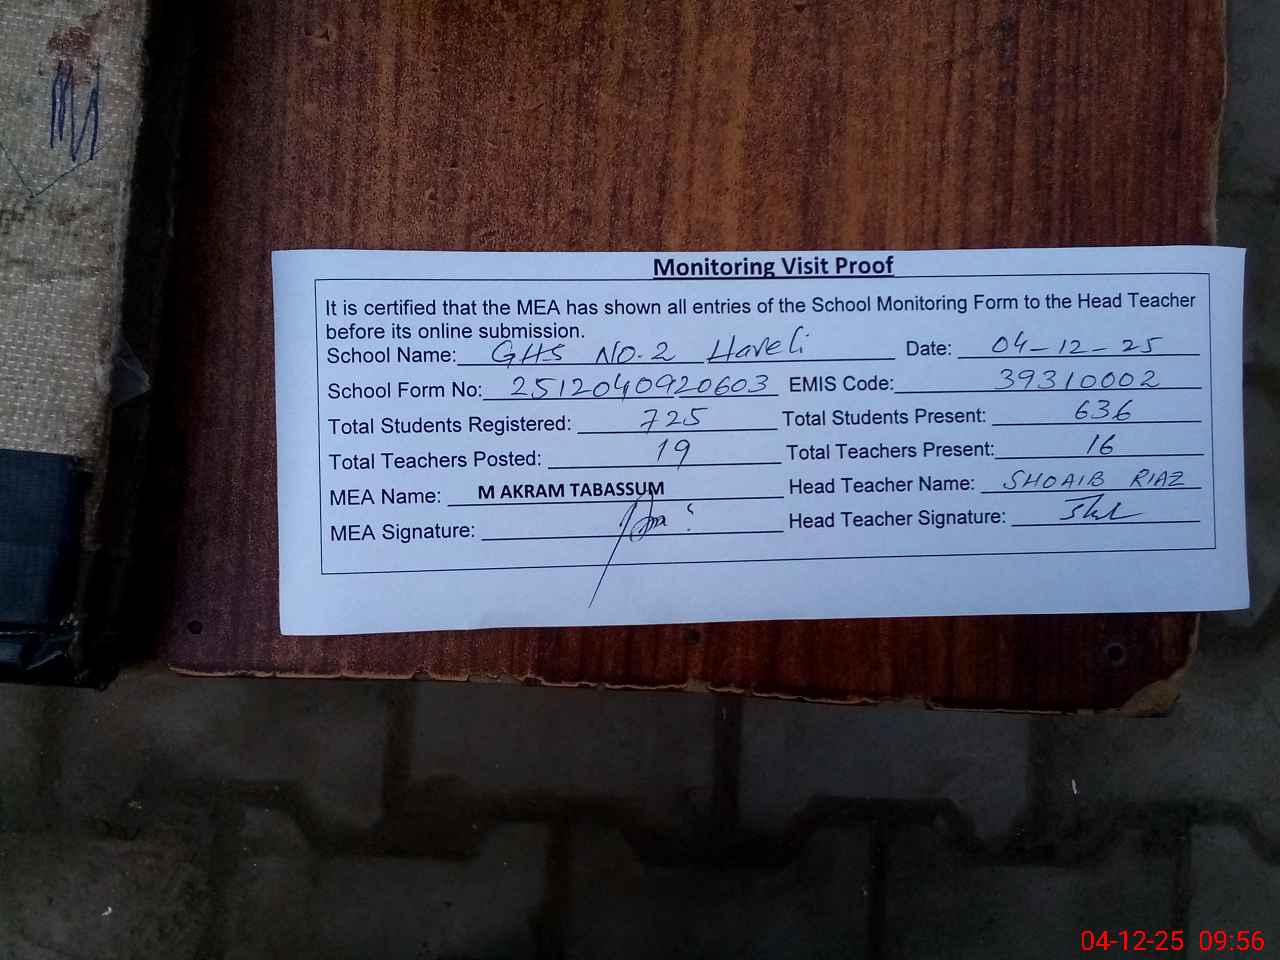 Monitoring Visit Proof
It is certified that the MEA has shown all entries of the School Monitoring Form to the Head Teacher
before its online submission.
School Name: GHS No. 2 Haveli Date: 04-12-25
School Form No: 2512040920603 EMIS Code: 39310002
Total Students Registered: 725 Total Students Present: 636
Total Teachers Posted: 19 Total Teachers Present: 16
MEA Name: M AKRAM TABASSUM Head Teacher Name: SHOAIB RIAZ
MEA Signature: Head Teacher Signature:
04-12-25 09:56